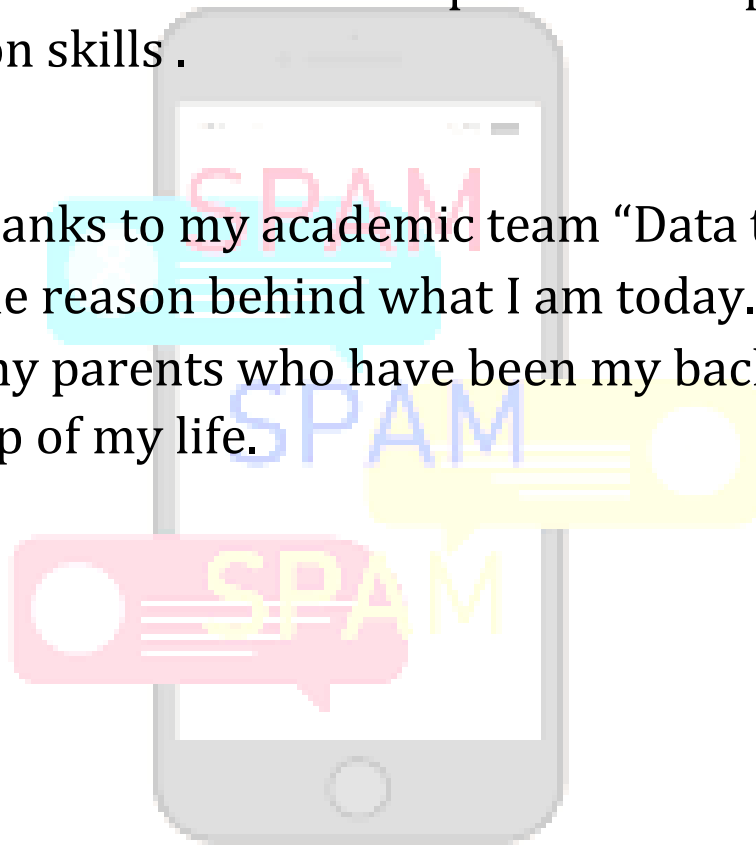 on skills .
SPAM
anks to my academic team “Data
e reason behind what I am today.
ny parents who have been my back
SPAM
p of my life.
SPAM